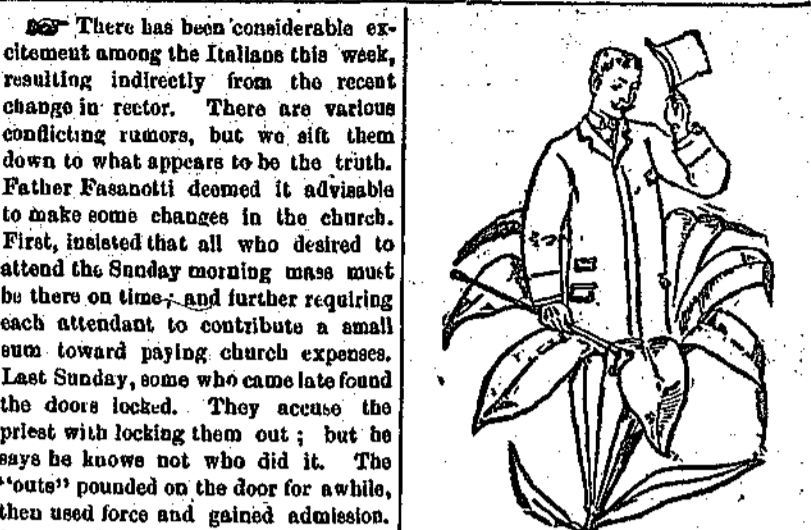 ☞ There has been considerable ex-
citement among the Italians this week,
resulting indirectly from the recent
change in rector. There are various
conflicting rumors, but we sift them
down to what appears to be the truth.
Father Fasanotti deemed it advisable
to make some changes in the church.
First, insisted that all who desired to
attend the Sunday morning mass must
be there on time, and further requiring
each attendant to contribute a small
sum toward paying church expenses.
Last Sunday, some who came late found
the doors locked. They accuse the
priest with locking them out; but he
says he knows not who did it. The
"outs" pounded on the door for awhile,
then used force and gained admission.